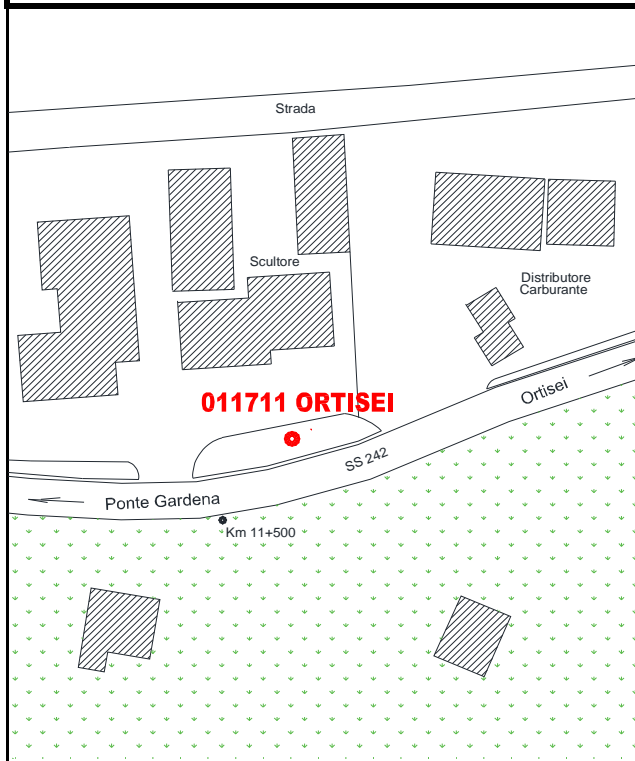 Strada
Scultore
Distributore
Carburante
011711 ORTISEI
Ortisei
SS 242
Ponte Gardena
Km 11+500